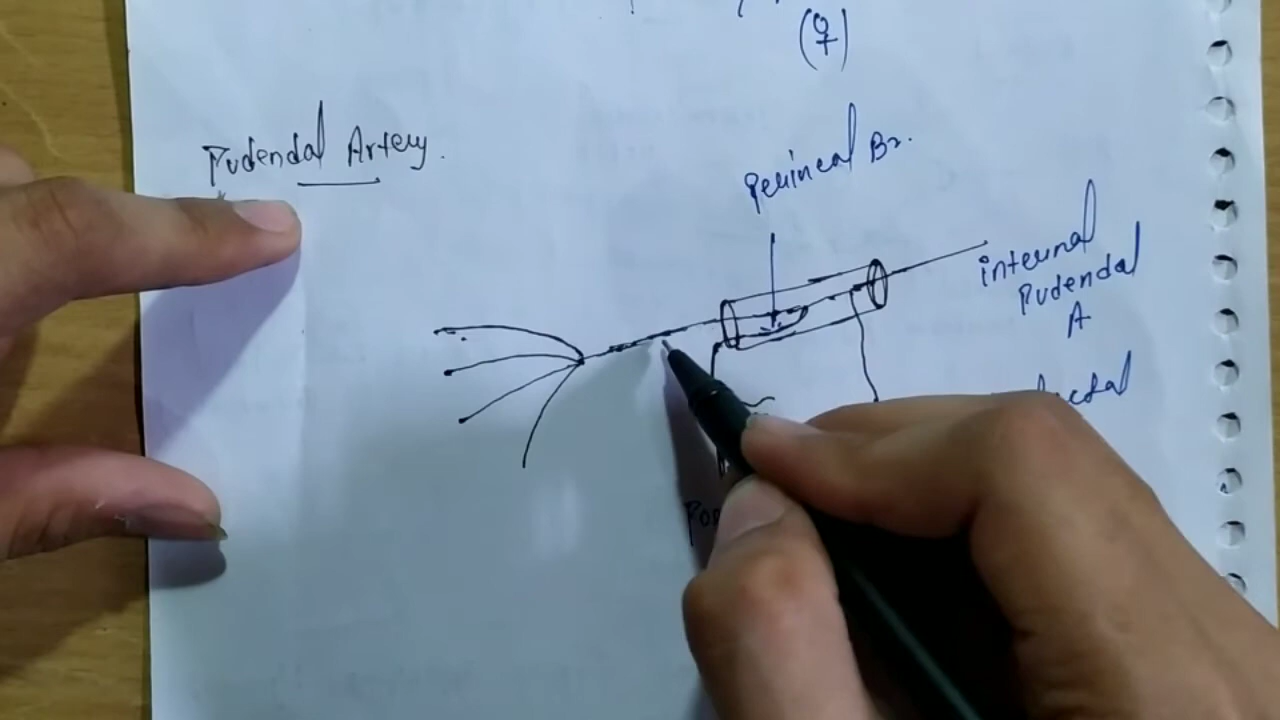 (♀)
Pudendal Artery.
Perineal Br.
internal
Pudendal
A